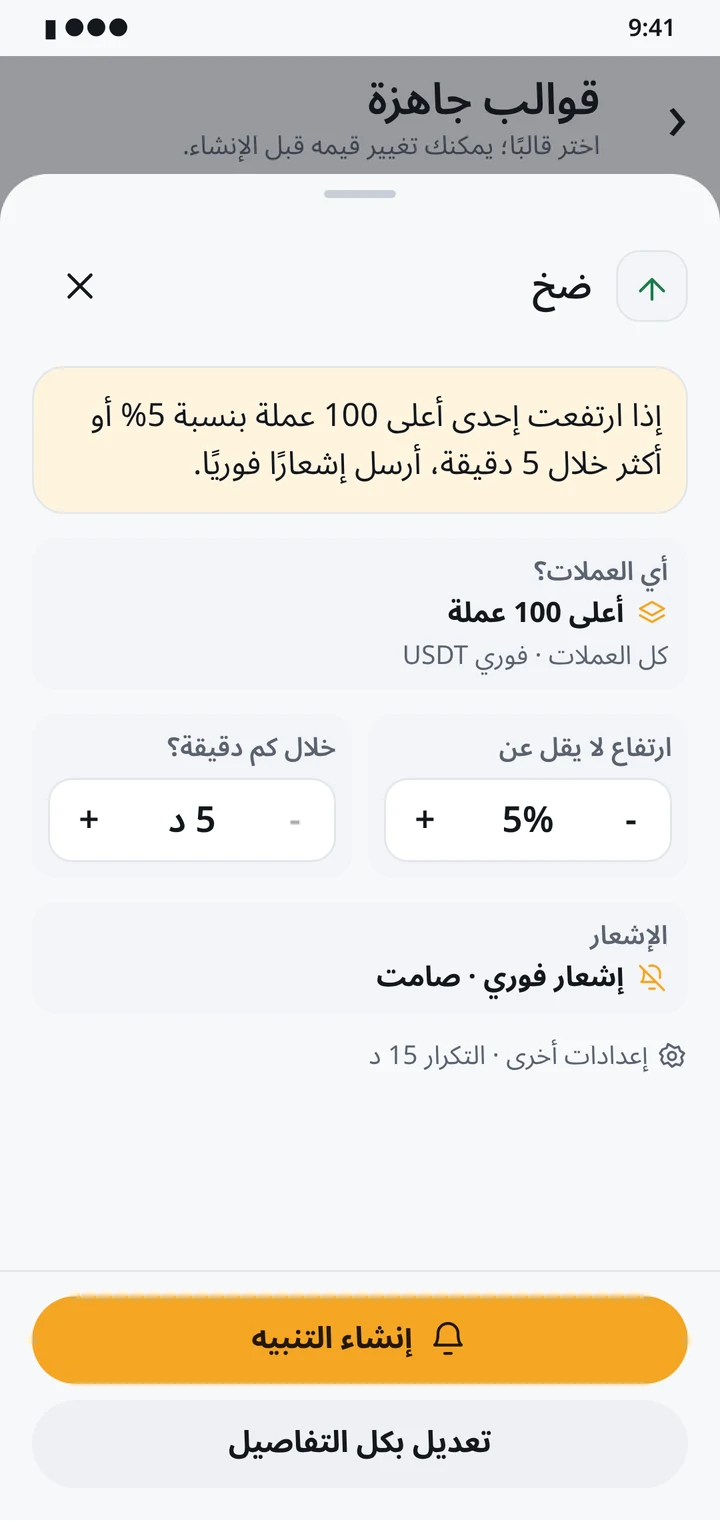 9:41
قوالب جاهزة
اختر قالبًا؛ يمكنك تغيير قيمه قبل الإنشاء.
ضخ
إذا ارتفعت إحدى أعلى 100 عملة بنسبة 5% أو
أكثر خلال 5 دقيقة، أرسل إشعارًا فوريًا.
أي العملات؟
أعلى 100 عملة
كل العملات · فوري USDT
ارتفاع لا يقل عن
- 5% +
خلال كم دقيقة؟
- 5 د +
الإشعار
إشعار فوري · صامت
إعدادات أخرى · التكرار 15 د
إنشاء التنبيه
تعديل بكل التفاصيل